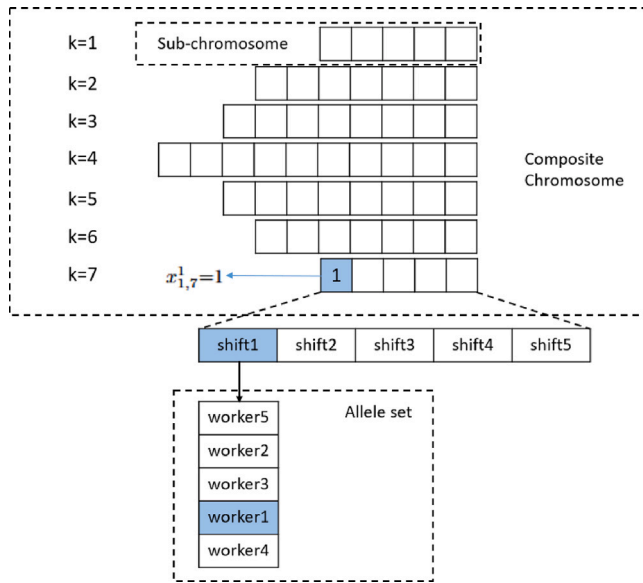 k=1 Sub-chromosome
k=2
k=3
k=4
Composite
Chromosome
k=5
k=6
k=7 x^1_{1,7}=1 1
shift1 shift2 shift3 shift4 shift5
Allele set
worker5
worker2
worker3
worker1
worker4